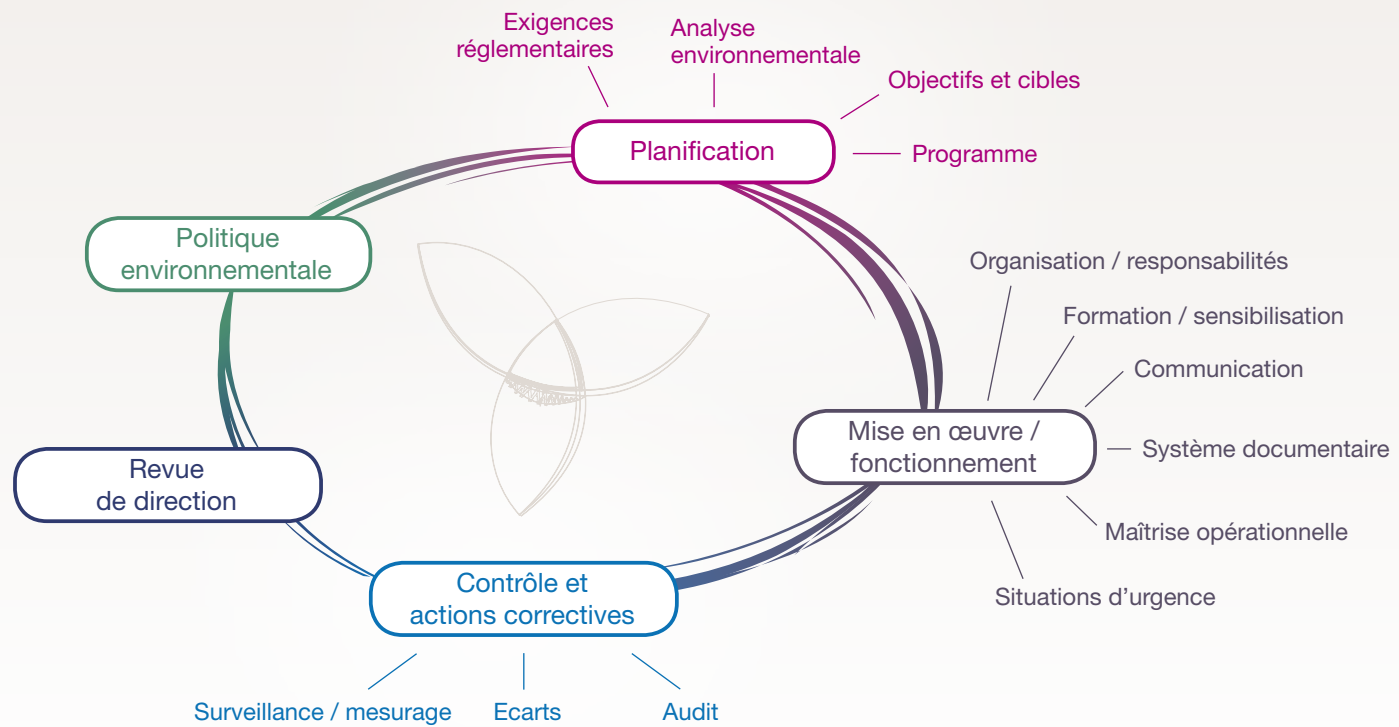 Exigences
réglementaires
Analyse
environnementale
Objectifs et cibles
Planification
Programme
Politique
environnementale
Organisation / responsabilités
Formation / sensibilisation
Communication
Mise en œuvre /
fonctionnement
Système documentaire
Maîtrise opérationnelle
Situations d'urgence
Revue
de direction
Contrôle et
actions correctives
Surveillance / mesurage
Ecarts
Audit